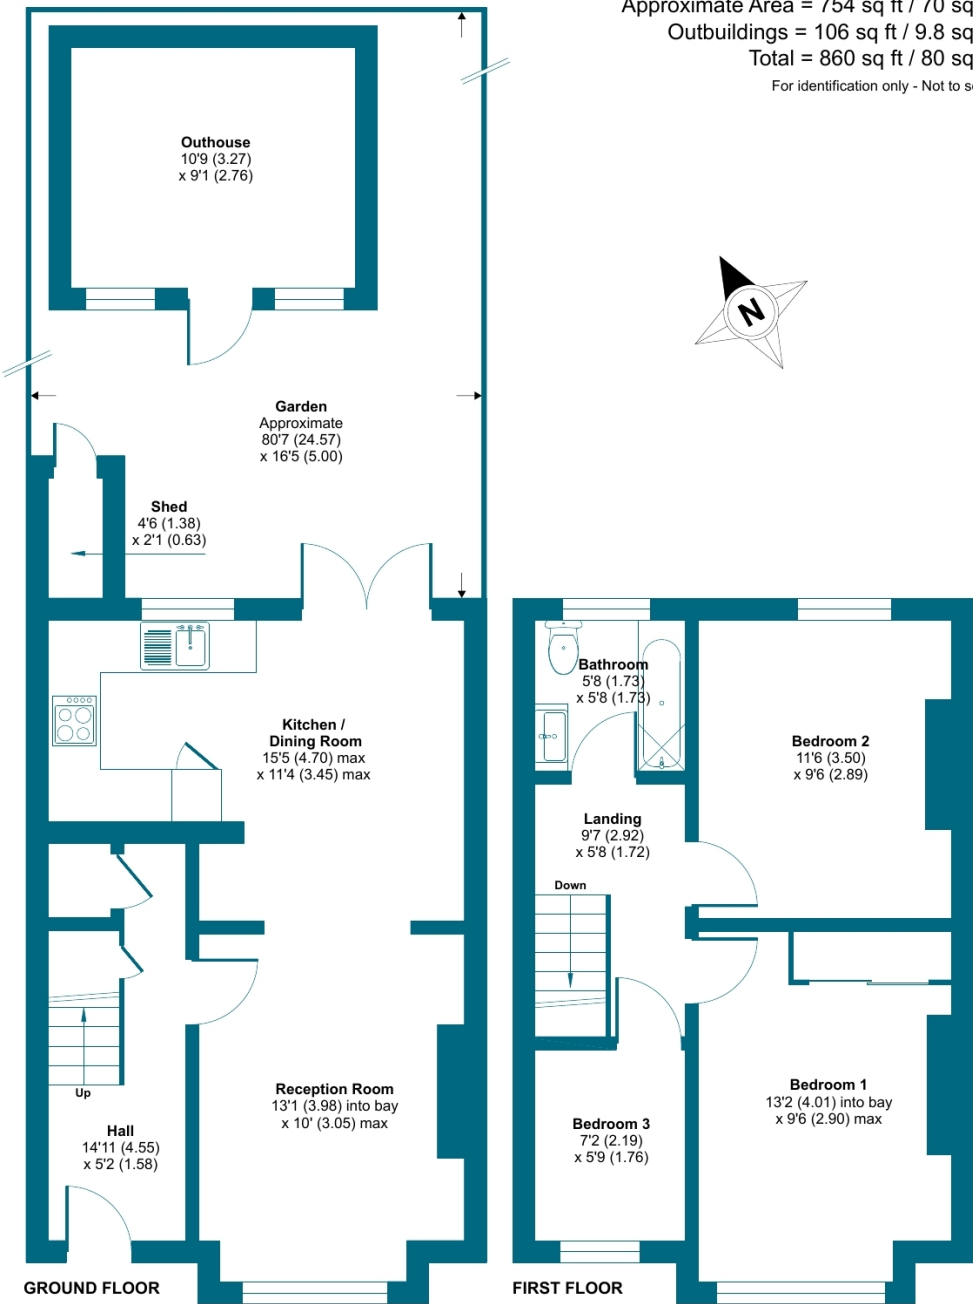 Approximate Area = 754 sq ft / 70 sq
Outbuildings = 106 sq ft / 9.8 sq
Total = 860 sq ft / 80 sq
For identification only - Not to
Outhouse
10'9 (3.27)
x 9'1 (2.76)
N
Garden
Approximate
80'7 (24.57)
x 16'5 (5.00)
Shed
4'6 (1.38)
x 2'1 (0.63)
Kitchen /
Dining Room
15'5 (4.70) max
x 11'4 (3.45) max
Up
Hall
14'11 (4.55)
x 5'2 (1.58)
Reception Room
13'1 (3.98) into bay
x 10' (3.05) max
GROUND FLOOR
Bathroom
5'8 (1.73)
x 5'8 (1.73)
Bedroom 2
11'6 (3.50)
x 9'6 (2.89)
Landing
9'7 (2.92)
x 5'8 (1.72)
Down
Bedroom 1
13'2 (4.01) into bay
x 9'6 (2.90) max
Bedroom 3
7'2 (2.19)
x 5'9 (1.76)
FIRST FLOOR